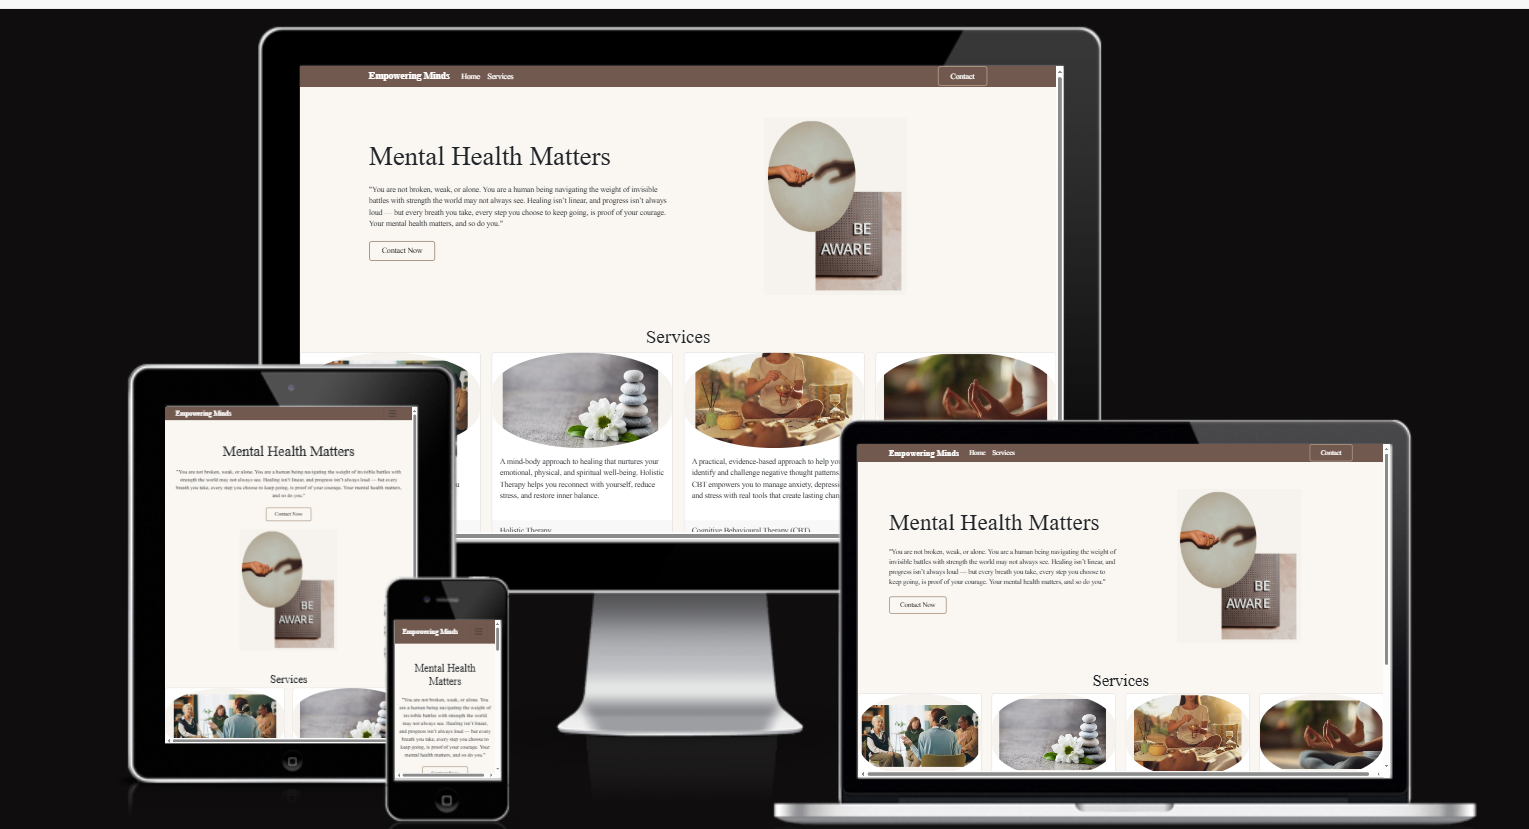 Empowering Minds Home Services Contact
Mental Health Matters
"You are not broken, weak, or alone. You are a human being navigating the weight of invisible
battles with strength the world may not always see. Healing isn't linear, and progress isn't always
loud — but every breath you take, every step you choose to keep going, is proof of your courage.
Your mental health matters, and so do you."
Contact Now
BE
AWARE
Services
A mind-body approach to healing that nurtures your
emotional, physical, and spiritual well-being. Holistic
Therapy helps you reconnect with yourself, reduce
stress, and restore inner balance.
Holistic Therapy
A practical, evidence-based approach to help you
identify and challenge negative thought patterns.
CBT empowers you to manage anxiety, depressi
and stress with real tools that create lasting chan
Cognitive Behavioural Therapy (CBT)
Empowering Minds
Mental Health Matters
"You are not broken, weak, or alone. You are a human being navigating the weight of invisible battles with
strength the world may not always see. Healing isn't linear, and progress isn't always loud — but every
breath you take, every step you choose to keep going, is proof of your courage. Your mental health matters,
and so do you."
Contact Now
BE
AWARE
Services
Empowering Minds
Mental Health
Matters
"You are not broken, weak, or alone. You
are a human being navigating the weight of
invisible battles with strength the world
may not always see. Healing isn't linear,
and progress isn't always loud — but every
breath you take, every step you choose to
keep going, is proof of your courage. Your
mental health matters, and so do you."
Empowering Minds Home Services Contact
Mental Health Matters
"You are not broken, weak, or alone. You are a human being navigating the weight of
invisible battles with strength the world may not always see. Healing isn't linear, and
progress isn't always loud — but every breath you take, every step you choose to
keep going, is proof of your courage. Your mental health matters, and so do you."
Contact Now
BE
AWARE
Services